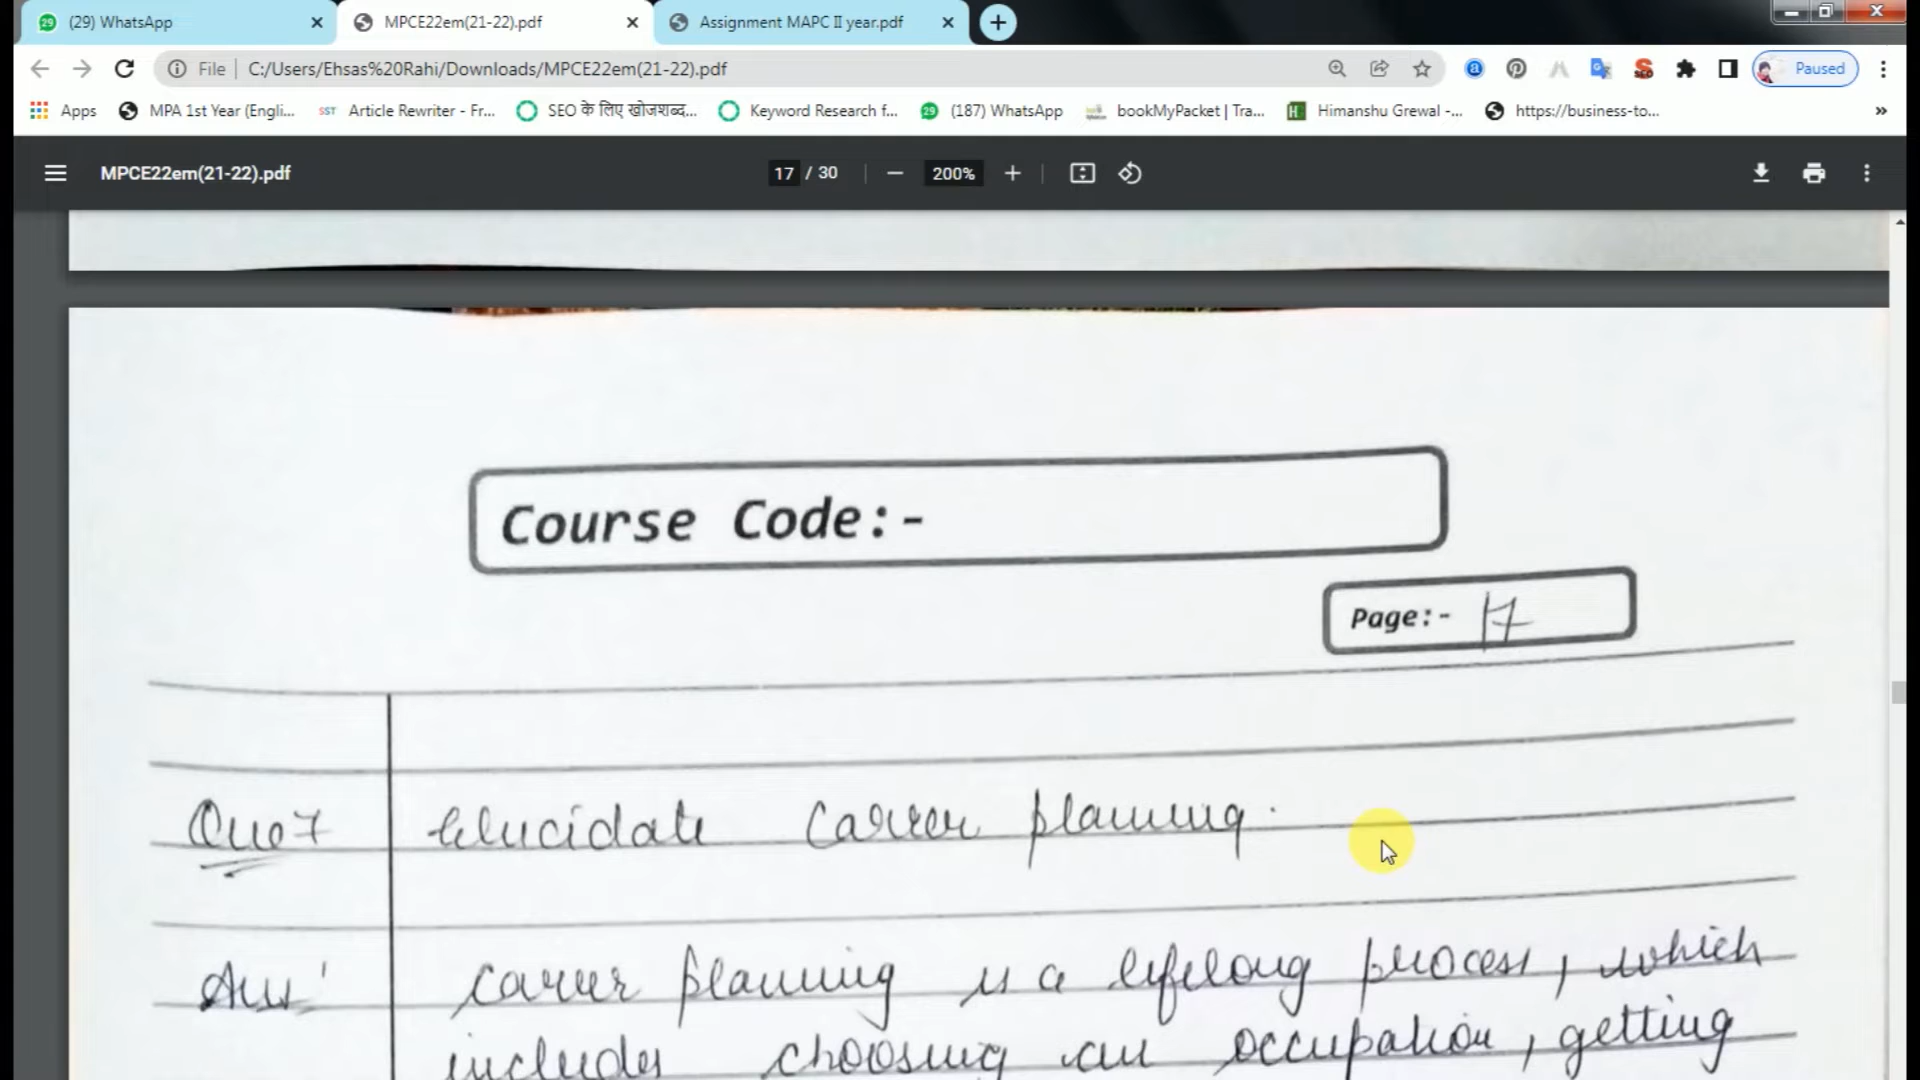 29 (29) WhatsApp MPCE22em(21-22).pdf Assignment MAPC II year.pdf
File C:/Users/Ehsas%20Rahi/Downloads/MPCE22em(21-22).pdf Paused
Apps MPA 1st Year (Engli... SST Article Rewriter - Fr... SEO के लिए खोजशब्द... Keyword Research f... 29 (187) WhatsApp bookMyPacket | Tra... Himanshu Grewal -... https://business-to... »
MPCE22em(21-22).pdf 17 / 30 200%
Course Code:-
Page:- 17
Que7 Elucidate Career planning.
Ans' Career planning is a lifelong process, which
includes choosing an occupation, getting